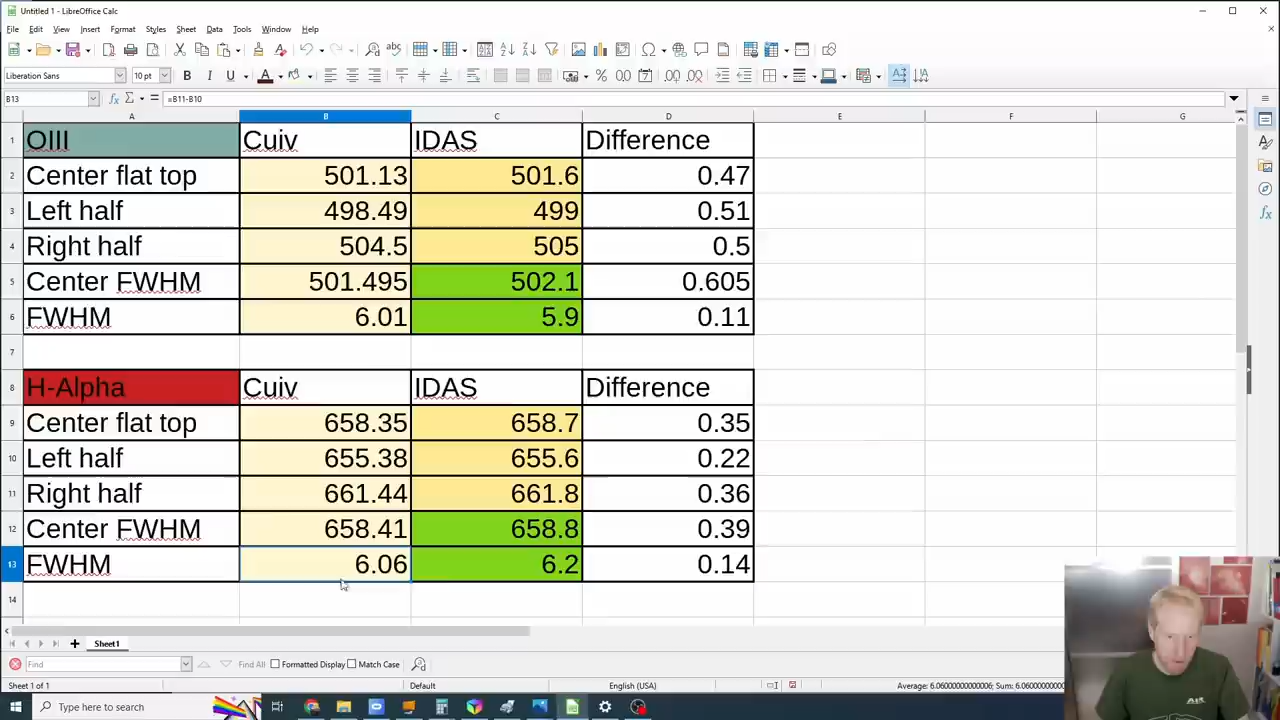 Untitled 1 - LibreOffice Calc
File Edit View Insert Format Styles Sheet Data Tools Window Help
Liberation Sans 10 pt B I U
B13 =B11-B10
A B C D E F G
1 OIII Cuiv IDAS Difference
2 Center flat top 501.13 501.6 0.47
3 Left half 498.49 499 0.51
4 Right half 504.5 505 0.5
5 Center FWHM 501.495 502.1 0.605
6 FWHM 6.01 5.9 0.11
7
8 H-Alpha Cuiv IDAS Difference
9 Center flat top 658.35 658.7 0.35
10 Left half 655.38 655.6 0.22
11 Right half 661.44 661.8 0.36
12 Center FWHM 658.41 658.8 0.39
13 FWHM 6.06 6.2 0.14
14
Sheet1
Find Find All Formatted Display Match Case
Sheet 1 of 1 Default English (USA) Average: 6.06000000000006; Sum: 6.0600000000
Type here to search